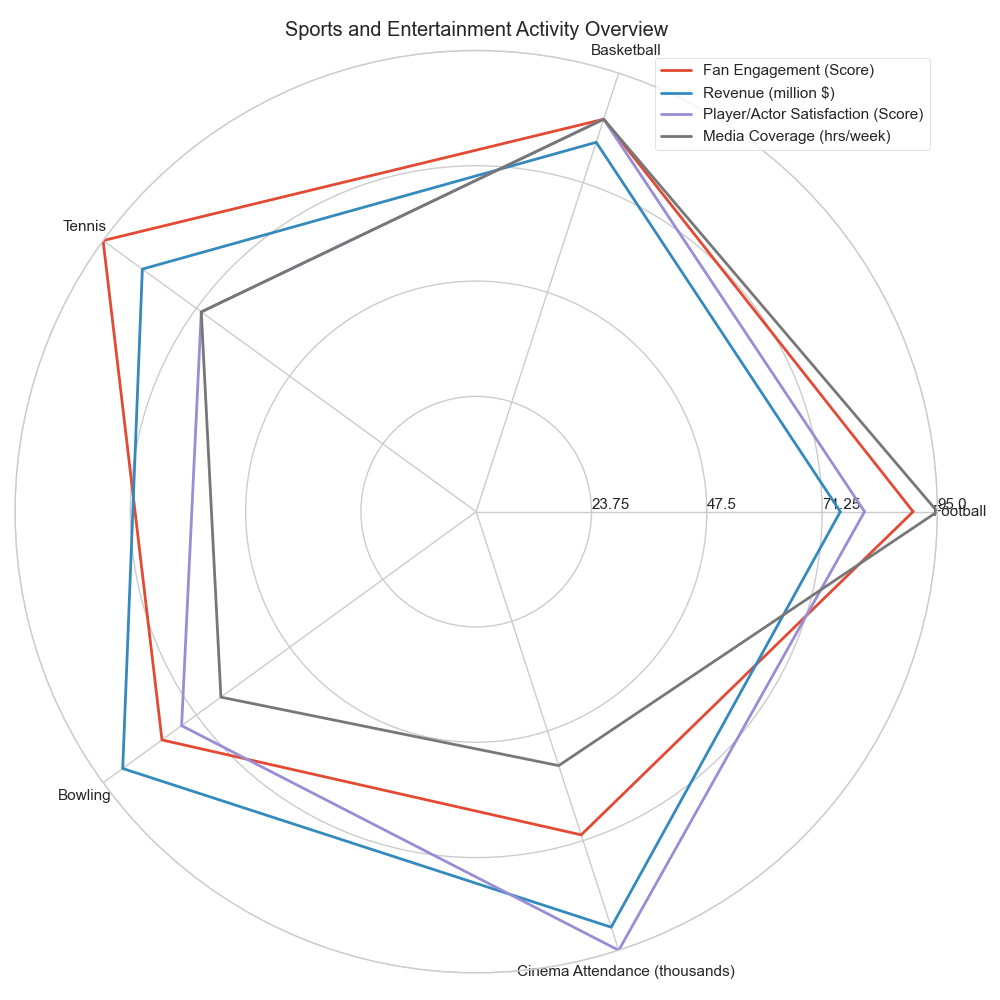 Sports and Entertainment Activity Overview
Basketball
Fan Engagement (Score)
Revenue (million $)
Player/Actor Satisfaction (Score)
Media Coverage (hrs/week)
Tennis
23.75
47.5
71.25
95.0
Football
Bowling
Cinema Attendance (thousands)